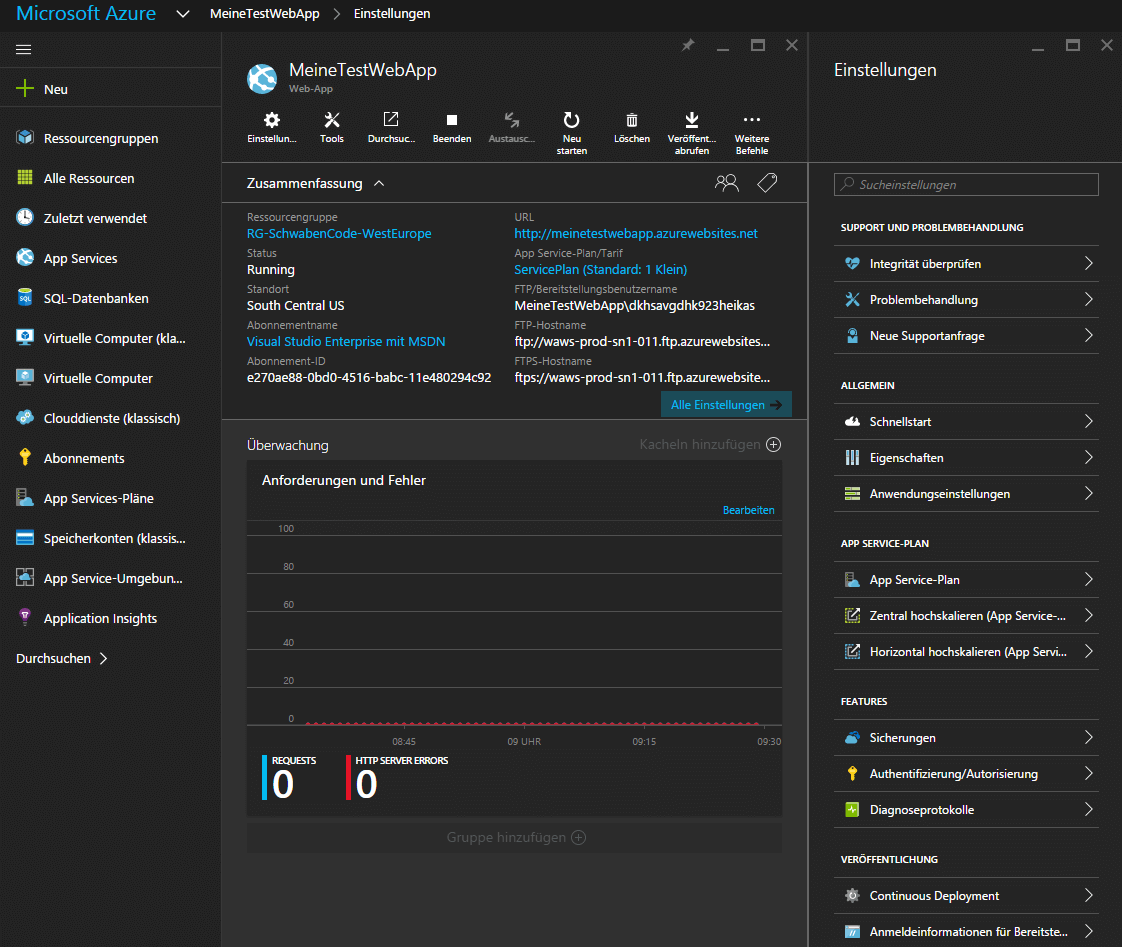 Microsoft Azure MeineTestWebApp Einstellungen
Neu
Ressourcengruppen
Alle Ressourcen
Zuletzt verwendet
App Services
SQL-Datenbanken
Virtuelle Computer (kla...
Virtuelle Computer
Clouddienste (klassisch)
Abonnements
App Services-Pläne
Speicherkonten (klassis...
App Service-Umgebun...
Application Insights
Durchsuchen
MeineTestWebApp
Web-App
Einstellun...
Tools
Durchsuc...
Beenden
Austausc...
Neu
starten
Löschen
Veröffent...
abrufen
Weitere
Befehle
Zusammenfassung
Ressourcengruppe
RG-SchwabenCode-WestEurope
Status
Running
Standort
South Central US
Abonnementname
Visual Studio Enterprise mit MSDN
Abonnement-ID
e270ae88-0bd0-4516-babc-11e480294c92
URL
http://meinetestwebapp.azurewebsites.net
App Service-Plan/Tarif
ServicePlan (Standard: 1 Klein)
FTP/Bereitstellungsbenutzername
MeineTestWebApp\dkhsavgdhk923heikas
FTP-Hostname
ftp://waws-prod-sn1-011.ftp.azurewebsites...
FTPS-Hostname
ftps://waws-prod-sn1-011.ftp.azurewebsite...
Alle Einstellungen
Überwachung
Kacheln hinzufügen
Anforderungen und Fehler
Bearbeiten
100
80
60
40
20
0
08:45 09 UHR 09:15 09:30
REQUESTS
0
HTTP SERVER ERRORS
0
Gruppe hinzufügen
Einstellungen
Sucheinstellungen
SUPPORT UND PROBLEMBEHANDLUNG
Integrität überprüfen
Problembehandlung
Neue Supportanfrage
ALLGEMEIN
Schnellstart
Eigenschaften
Anwendungseinstellungen
APP SERVICE-PLAN
App Service-Plan
Zentral hochskalieren (App Service-...
Horizontal hochskalieren (App Servi...
FEATURES
Sicherungen
Authentifizierung/Autorisierung
Diagnoseprotokolle
VERÖFFENTLICHUNG
Continuous Deployment
Anmeldeinformationen für Bereitste...